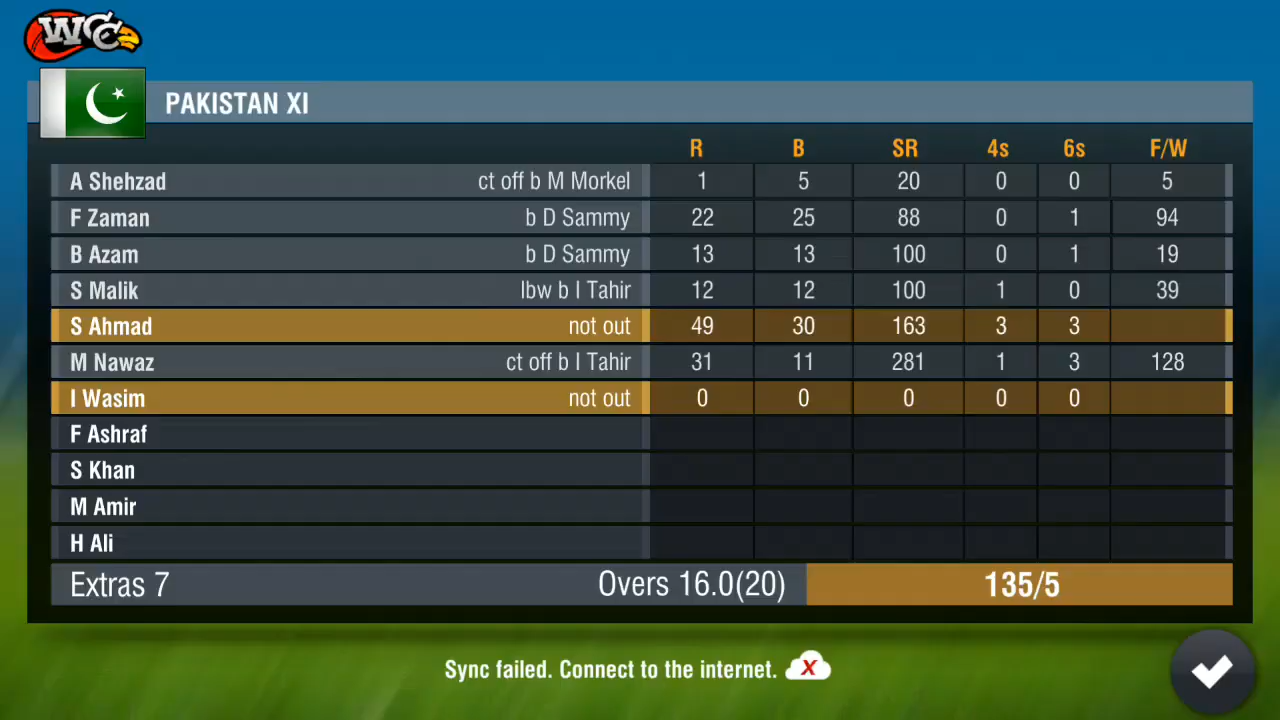 WCC
PAKISTAN XI
R B SR 4s 6s F/W
A Shehzad ct off b M Morkel 1 5 20 0 0 5
F Zaman b D Sammy 22 25 88 0 1 94
B Azam b D Sammy 13 13 100 0 1 19
S Malik lbw b I Tahir 12 12 100 1 0 39
S Ahmad not out 49 30 163 3 3
M Nawaz ct off b I Tahir 31 11 281 1 3 128
I Wasim not out 0 0 0 0 0
F Ashraf
S Khan
M Amir
H Ali
Extras 7 Overs 16.0(20) 135/5
Sync failed. Connect to the internet. X